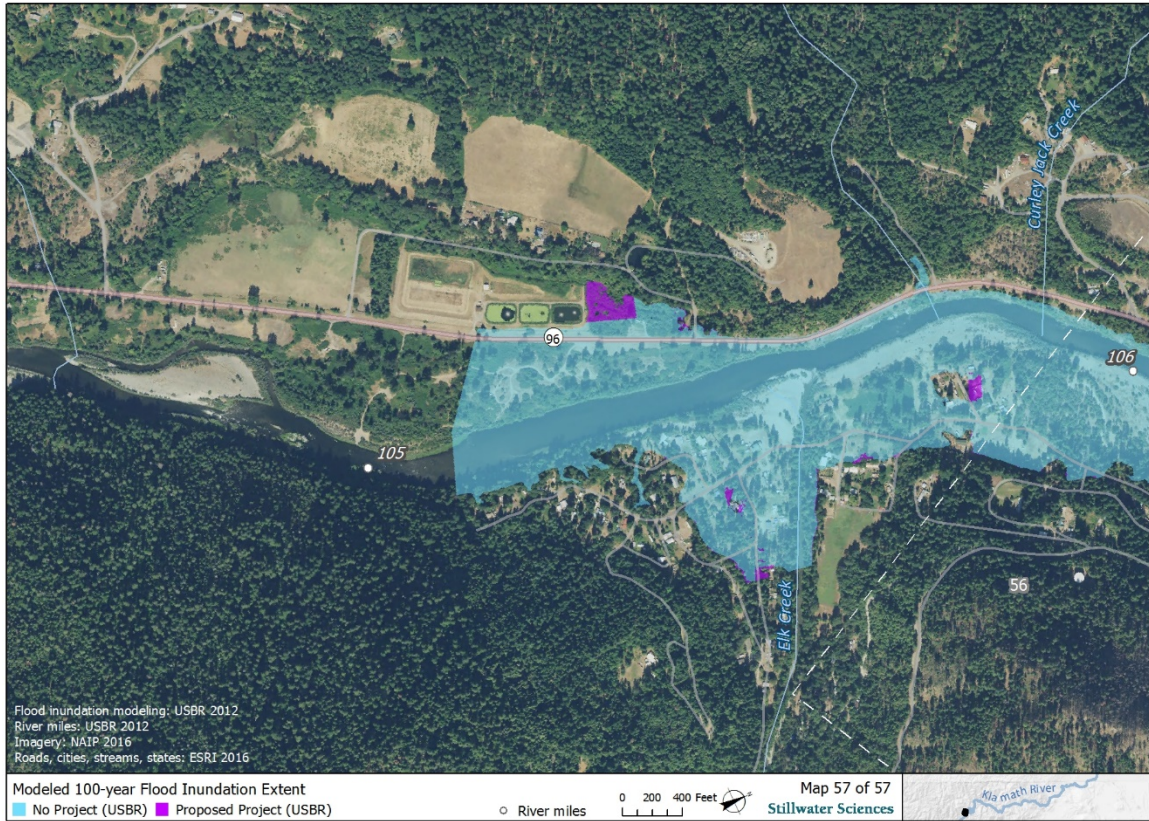 Curley Jack Creek
96
106
105
Elk Creek
56
Flood inundation modeling: USBR 2012
River miles: USBR 2012
Imagery: NAIP 2016
Roads, cities, streams, states: ESRI 2016
Modeled 100-year Flood Inundation Extent
No Project (USBR) Proposed Project (USBR) River miles
0 200 400 Feet
Map 57 of 57
Stillwater Sciences
Klamath River